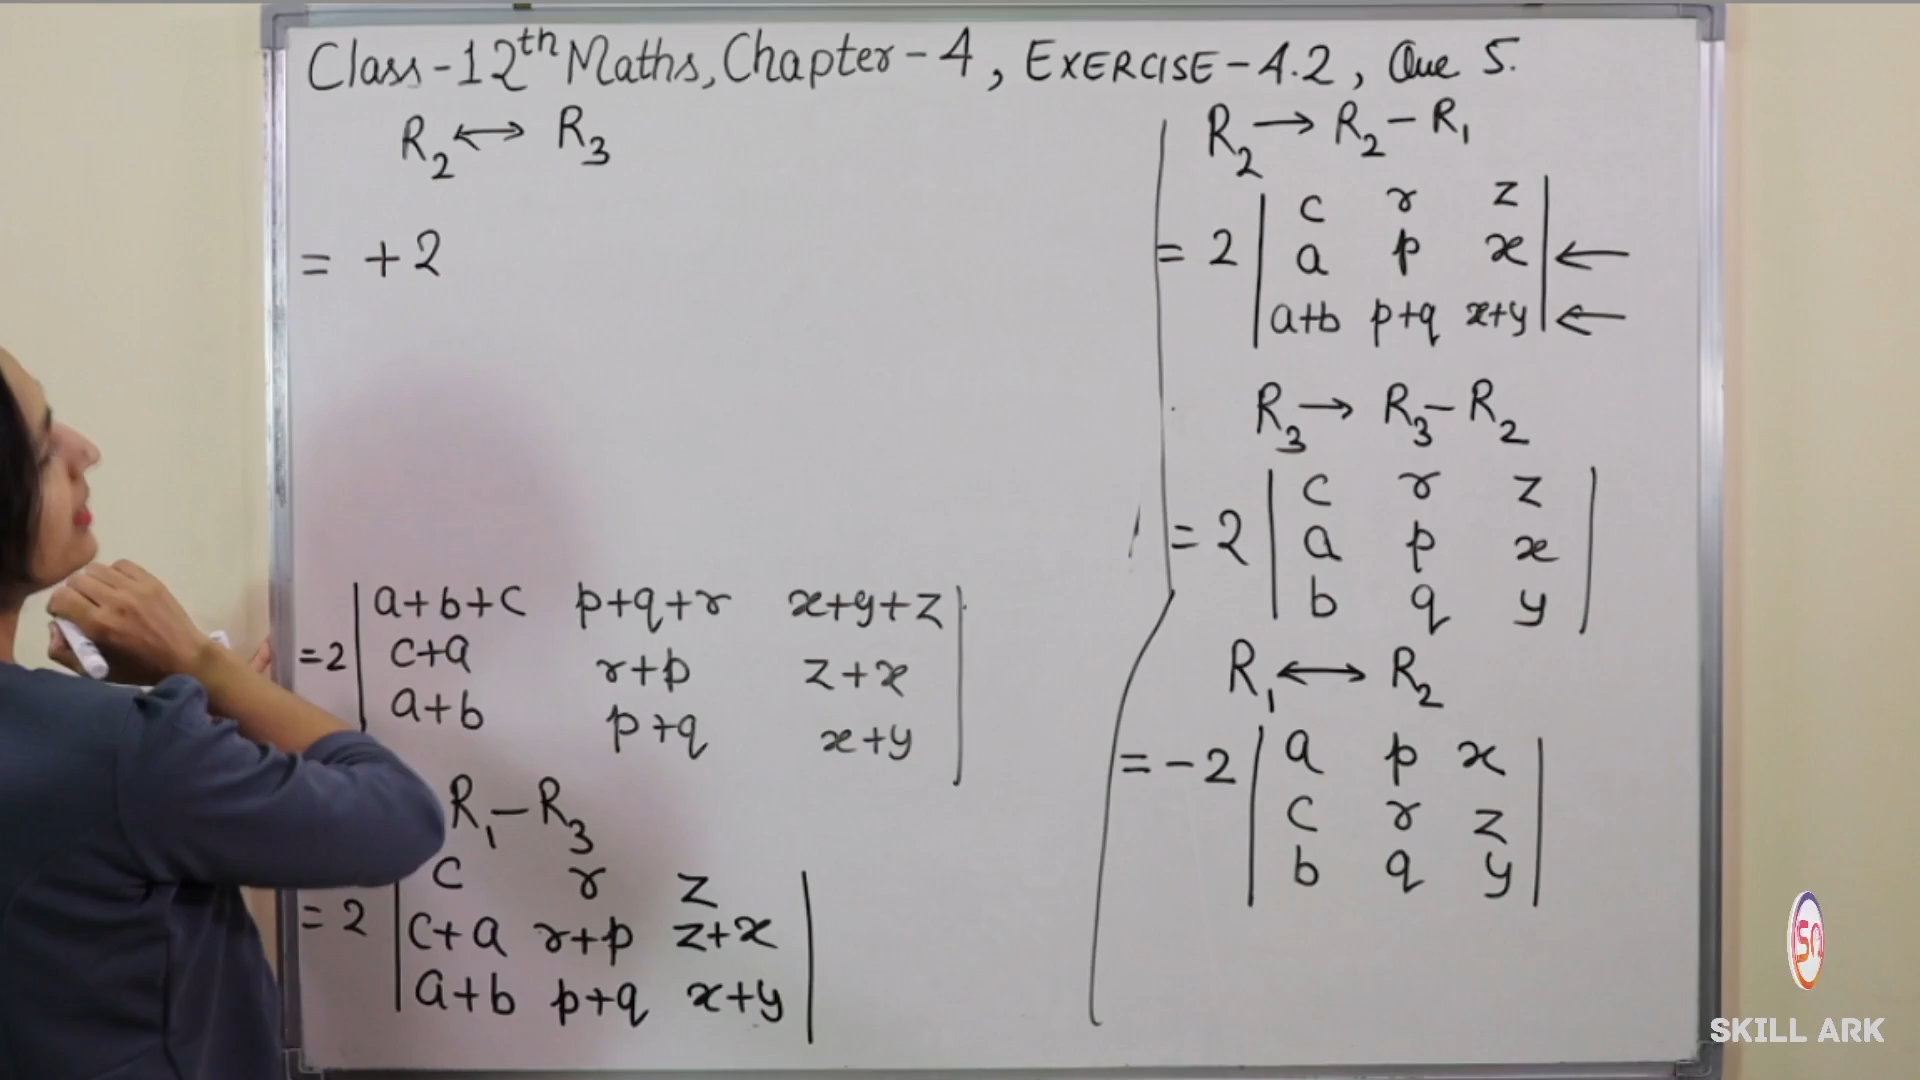 Class-12th Maths, Chapter-4, EXERCISE-4.2, Que 5.
R2 ↔ R3
= +2
=2 | a+b+c p+q+r x+y+z |
c+a r+p z+x
a+b p+q x+y
R1-R3
= 2 | c r z |
c+a r+p z+x
a+b p+q x+y
R2 → R2-R1
= 2 | c r z |
a p x ←
a+b p+q x+y ←
R3 → R3-R2
= 2 | c r z |
a p x
b q y
R1 ↔ R2
= -2 | a p x |
c r z
b q y
SKILL ARK